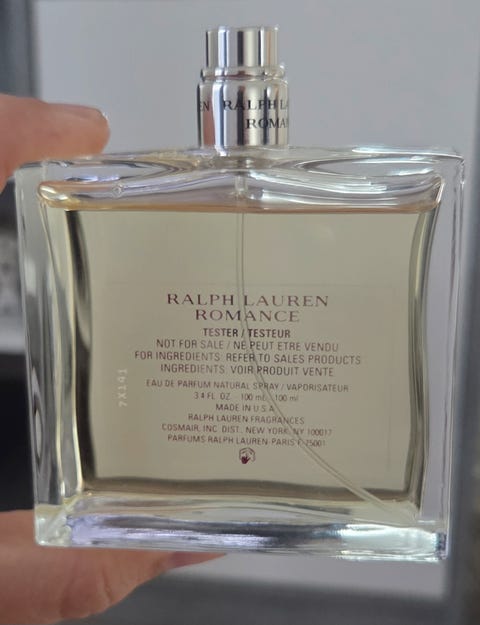 EN RALPH LA
ROMAN
RALPH LAUREN
ROMANCE
TESTER / TESTEUR
NOT FOR SALE / NE PEUT ETRE VENDU
FOR INGREDIENTS: REFER TO SALES PRODUCTS
INGREDIENTS: VOIR PRODUIT VENTE
EAU DE PARFUM NATURAL SPRAY / VAPORISATEUR
3.4 FL. OZ. 100 mL 100 ml
MADE IN U.S.A.
RALPH LAUREN FRAGRANCES
COSMAIR, INC. DIST., NEW YORK, NY 10017
PARFUMS RALPH LAUREN-PARIS F-75001
7X141